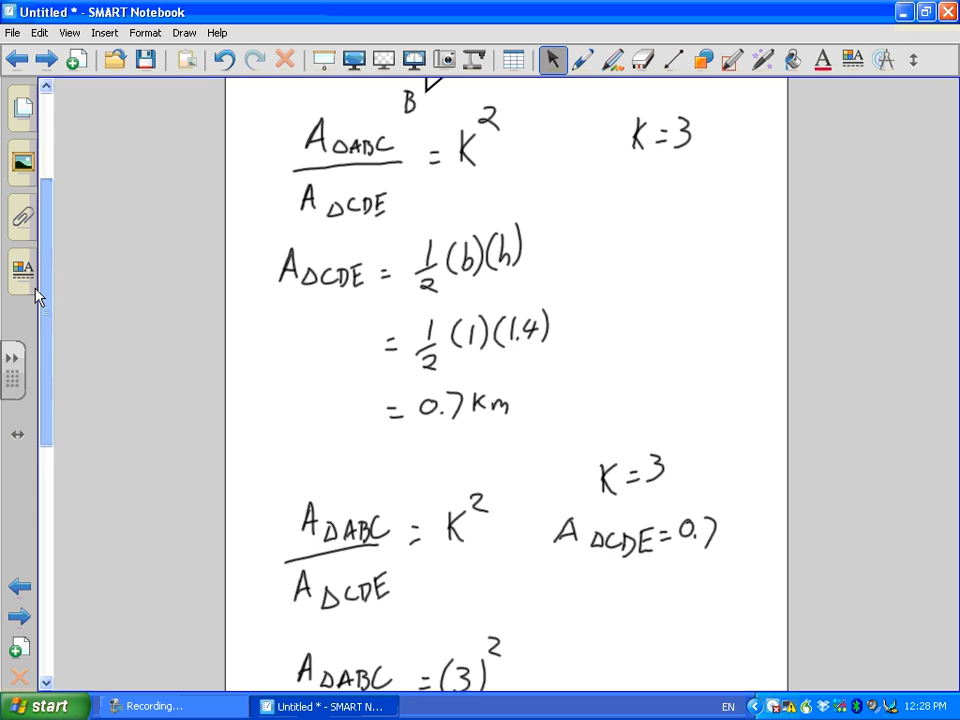 Untitled * - SMART Notebook
File Edit View Insert Format Draw Help
B
A△ABC / A△CDE = K² K = 3
A△CDE = 1/2 (b)(h)
= 1/2 (1)(1.4)
= 0.7 Km
K = 3
A△ABC / A△CDE = K² A △CDE = 0.7
A△ABC = (3)²
start Recording... Untitled * - SMART N... EN 12:28 PM